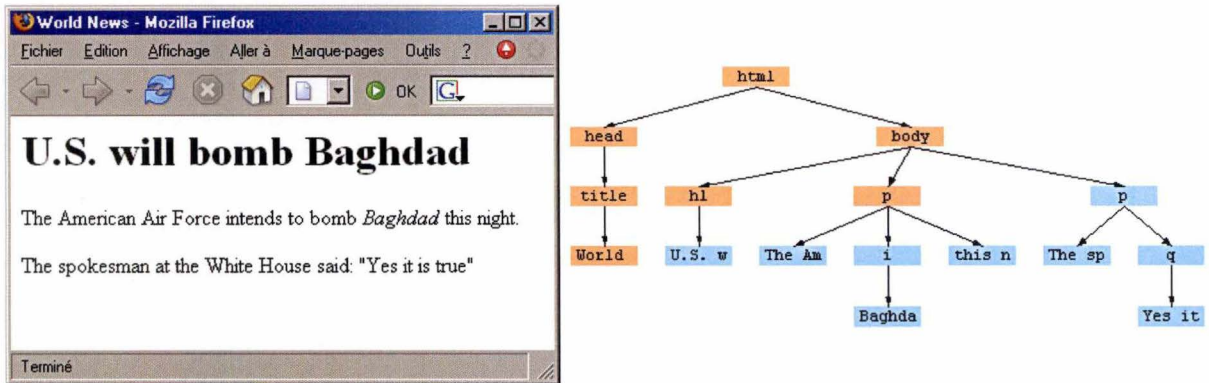 World News - Mozilla Firefox
Fichier Edition Affichage Aller à Marque-pages Outils ?
OK G
U.S. will bomb Baghdad
The American Air Force intends to bomb Baghdad this night.
The spokesman at the White House said: "Yes it is true"
Terminé
html
head body
title h1 p p
World U.S. w The Am i this n The sp q
Baghda Yes it